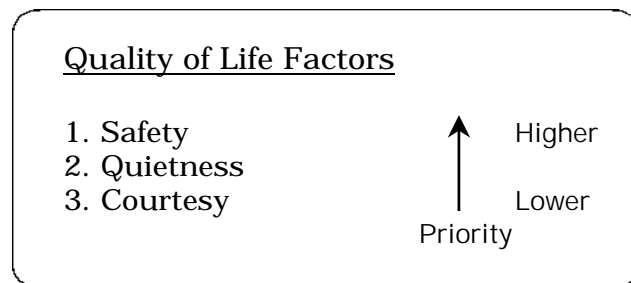 Quality of Life Factors
1. Safety
2. Quietness
3. Courtesy
Higher
Lower
Priority